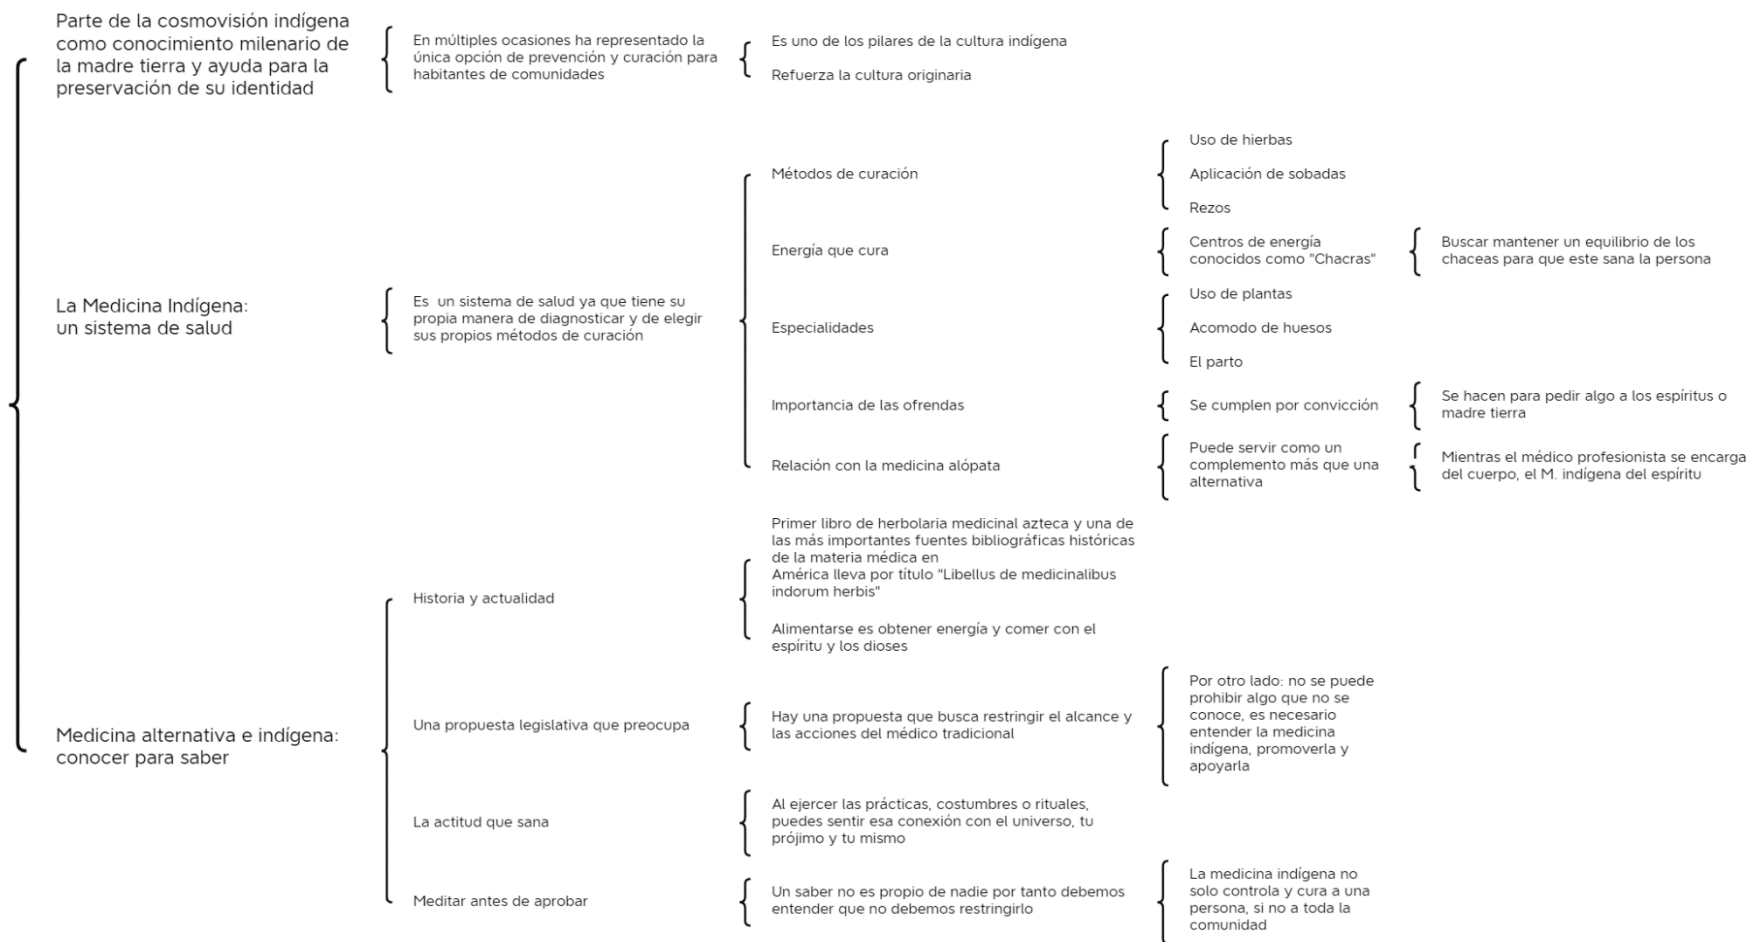 Parte de la cosmovisión indígena
como conocimiento milenario de
la madre tierra y ayuda para la
preservación de su identidad
En múltiples ocasiones ha representado la
única opción de prevención y curación para
habitantes de comunidades
Es uno de los pilares de la cultura indígena
Refuerza la cultura originaria
La Medicina Indígena:
un sistema de salud
Es un sistema de salud ya que tiene su
propia manera de diagnosticar y de elegir
sus propios métodos de curación
Métodos de curación
Uso de hierbas
Aplicación de sobadas
Rezos
Energía que cura
Centros de energía
conocidos como "Chacras"
Buscar mantener un equilibrio de los
chaceas para que este sana la persona
Especialidades
Uso de plantas
Acomodo de huesos
El parto
Importancia de las ofrendas
Se cumplen por convicción
Se hacen para pedir algo a los espíritus o
madre tierra
Relación con la medicina alópata
Puede servir como un
complemento más que una
alternativa
Mientras el médico profesionista se encarga
del cuerpo, el M. indígena del espíritu
Medicina alternativa e indígena:
conocer para saber
Historia y actualidad
Primer libro de herbolaria medicinal azteca y una de
las más importantes fuentes bibliográficas históricas
de la materia médica en
América lleva por título "Libellus de medicinalibus
indorum herbis"
Alimentarse es obtener energía y comer con el
espíritu y los dioses
Una propuesta legislativa que preocupa
Hay una propuesta que busca restringir el alcance y
las acciones del médico tradicional
Por otro lado: no se puede
prohibir algo que no se
conoce, es necesario
entender la medicina
indígena, promoverla y
apoyarla
La actitud que sana
Al ejercer las prácticas, costumbres o rituales,
puedes sentir esa conexión con el universo, tu
prójimo y tu mismo
Meditar antes de aprobar
Un saber no es propio de nadie por tanto debemos
entender que no debemos restringirlo
La medicina indígena no
solo controla y cura a una
persona, si no a toda la
comunidad